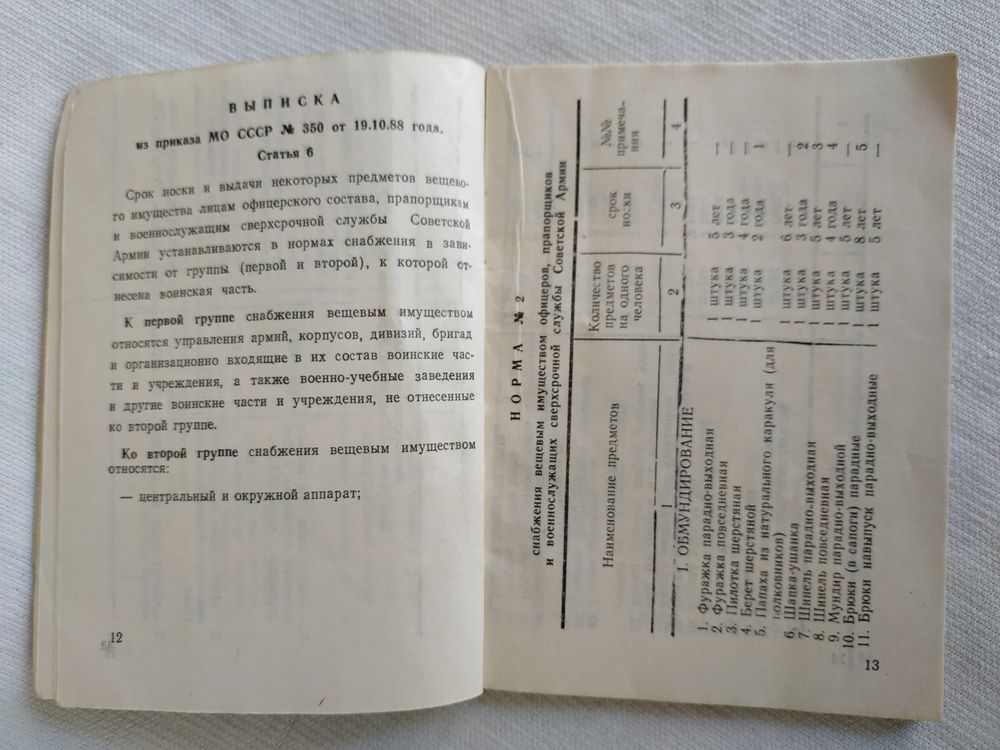 ВЫПИСКА
из приказа МО СССР № 350 от 19.10.88 года.
Статья 6
Срок носки и выдачи некоторых предметов вещево-
го имущества лицам офицерского состава, прапорщикам
и военнослужащим сверхсрочной службы Советской
Армии устанавливаются в нормах снабжения в зави-
симости от группы (первой и второй), к которой от-
несена воинская часть.
К первой группе снабжения вещевым имуществом
относятся управления армий, корпусов, дивизий, бригад
и организационно входящие в их состав воинские час-
ти и учреждения, а также военно-учебные заведения
и другие воинские части и учреждения, не отнесенные
ко второй группе.
Ко второй группе снабжения вещевым имуществом
относятся:
— центральный и окружной аппарат;
12
НОРМА № 2
снабжения вещевым имуществом офицеров, прапорщиков
и военнослужащих сверхсрочной службы Советской Армии
Наименование предметов
Количество
предметов
на одного
человека
срок
носки
№№
примеча-
ния
1 2 3 4
I. ОБМУНДИРОВАНИЕ
1. Фуражка парадно-выходная 1 штука 5 лет —
2. Фуражка повседневная 1 штука 3 года —
3. Пилотка шерстяная 1 штука 4 года —
4. Берет шерстяной 1 штука 2 года 1
5. Папаха из натурального каракуля (для
полковников) 1 штука 6 лет —
6. Шапка-ушанка 1 штука 3 года 2
7. Шинель парадно-выходная 1 штука 5 лет 3
8. Шинель повседневная 1 штука 4 года 4
9. Мундир парадно-выходной 1 штука 5 лет —
10. Брюки (в сапоги) парадные 1 штука 8 лет 5
11. Брюки навыпуск парадно-выходные 1 штука 5 лет —
13